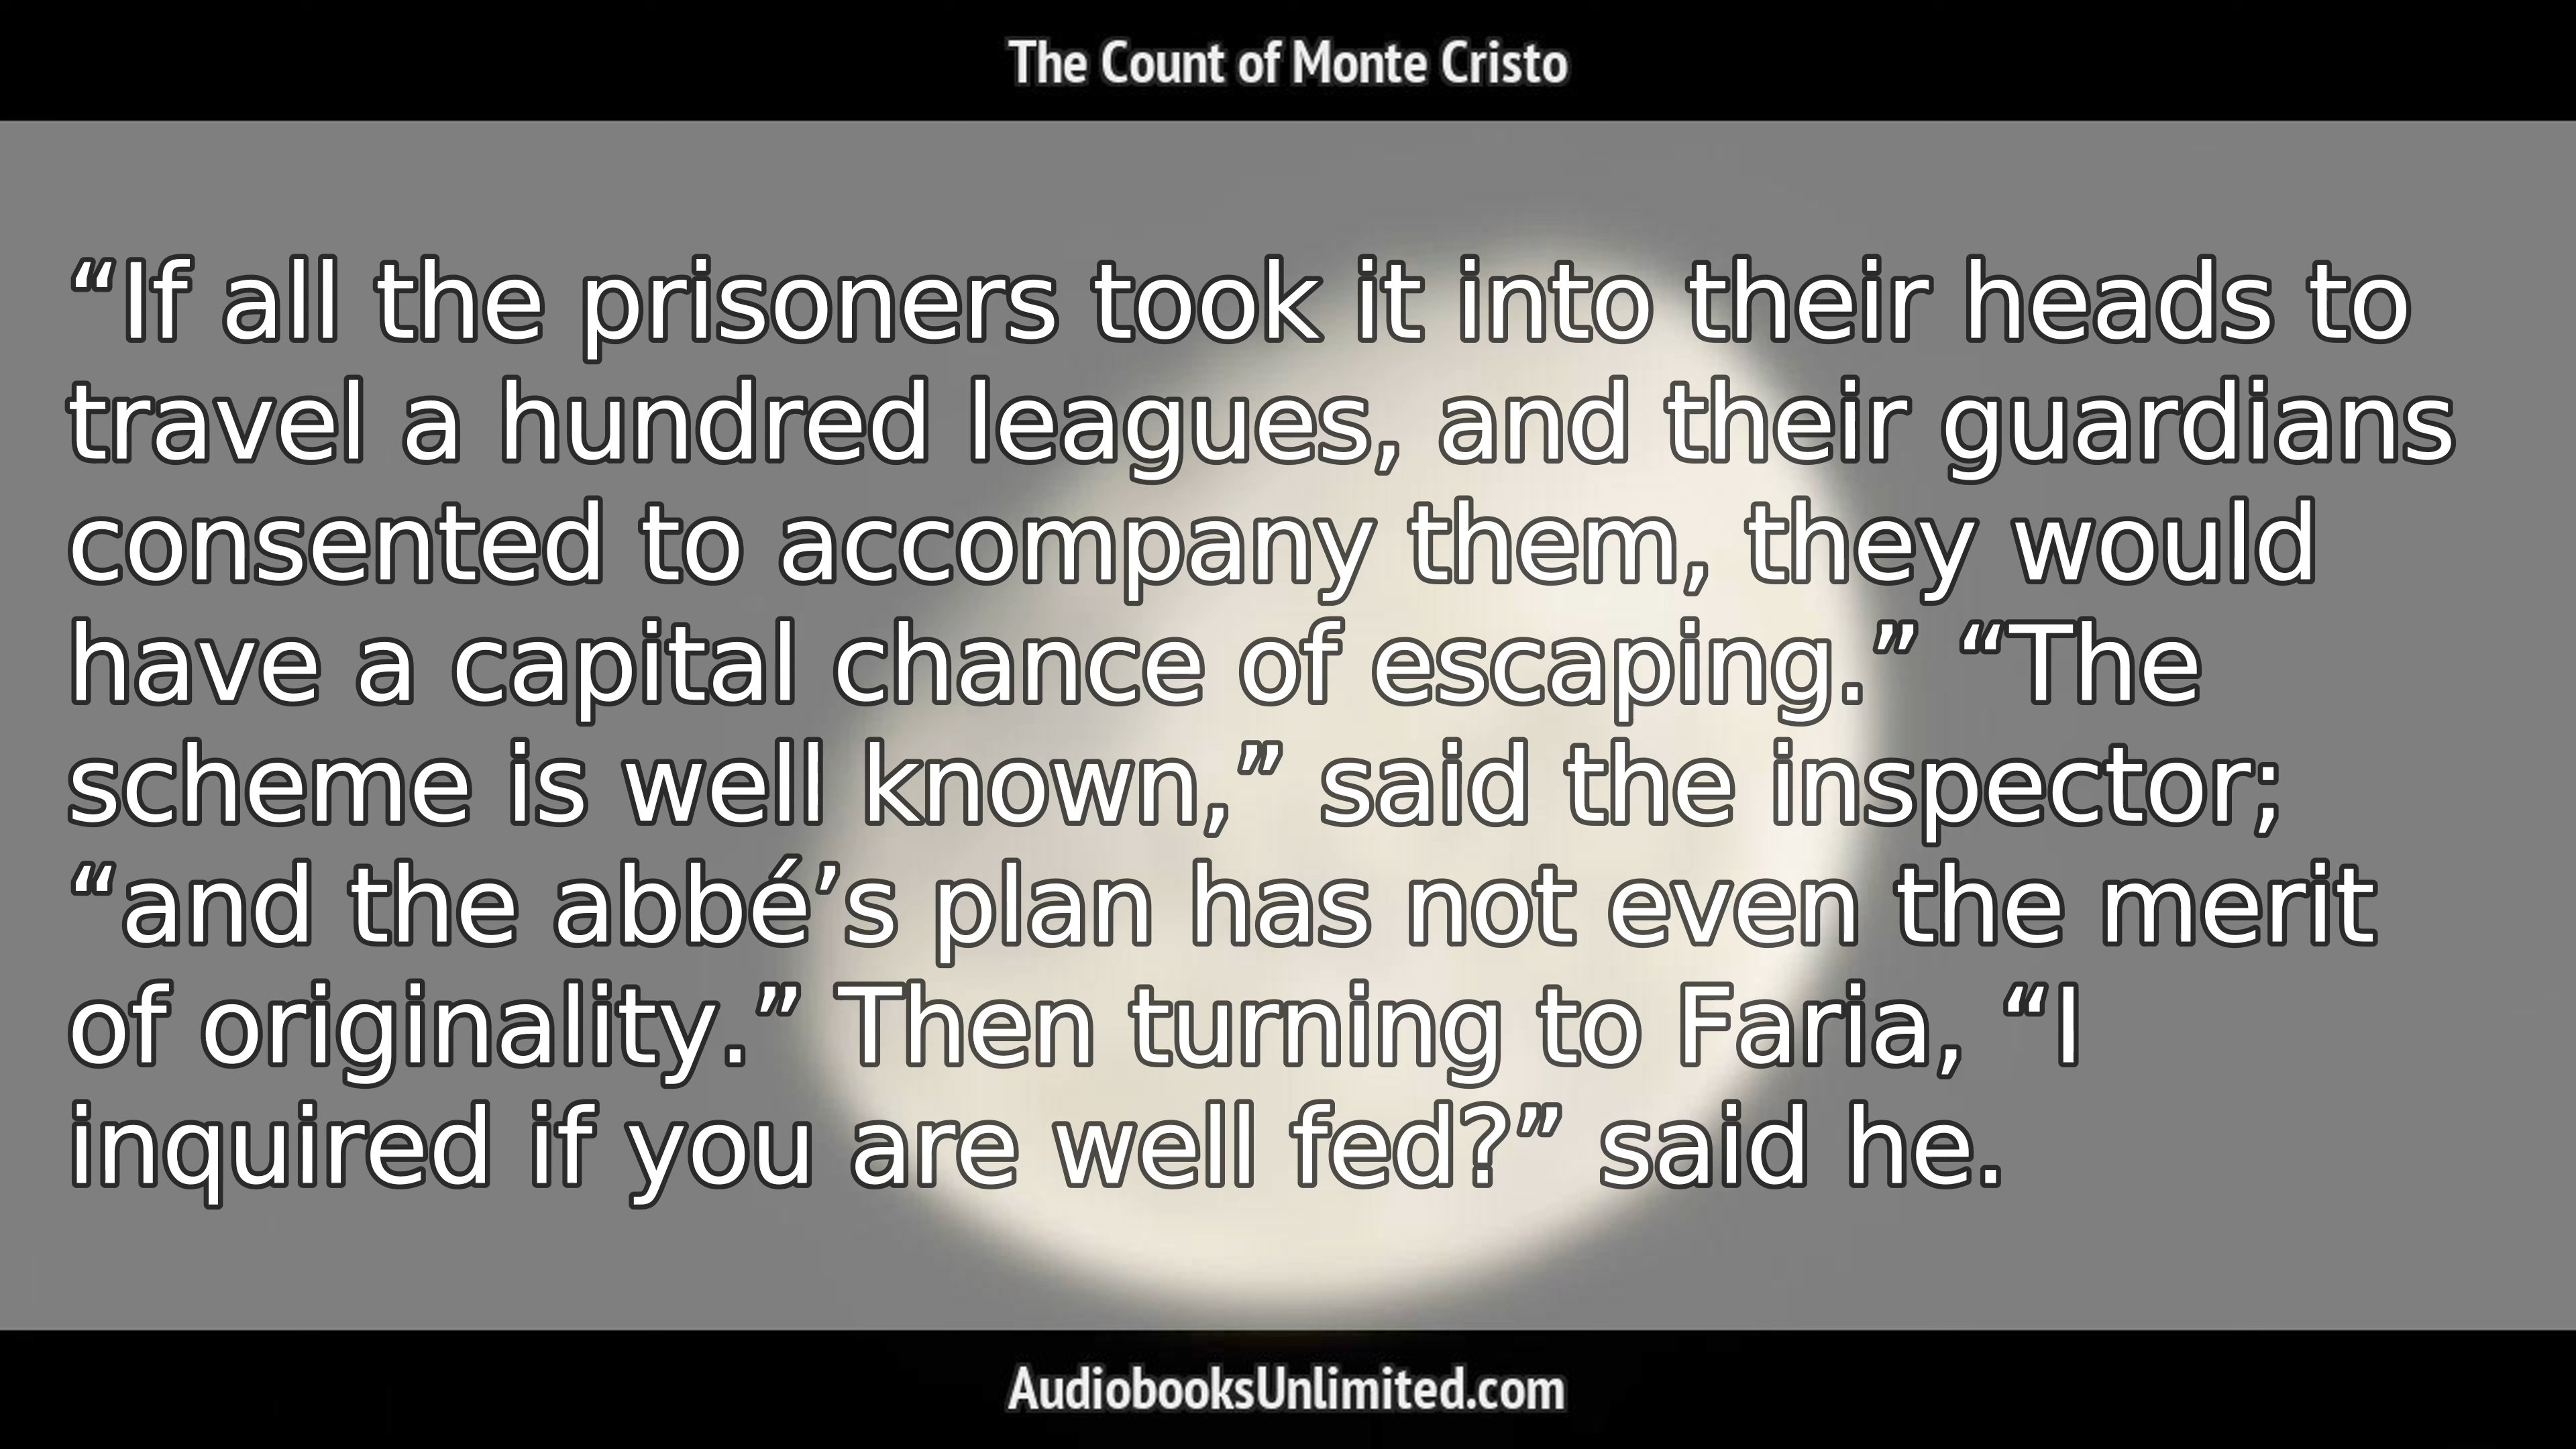 The Count of Monte Cristo
“If all the prisoners took it into their heads to
travel a hundred leagues, and their guardians
consented to accompany them, they would
have a capital chance of escaping.” “The
scheme is well known,” said the inspector;
“and the abbé’s plan has not even the merit
of originality.” Then turning to Faria, “I
inquired if you are well fed?” said he.
AudiobooksUnlimited.com